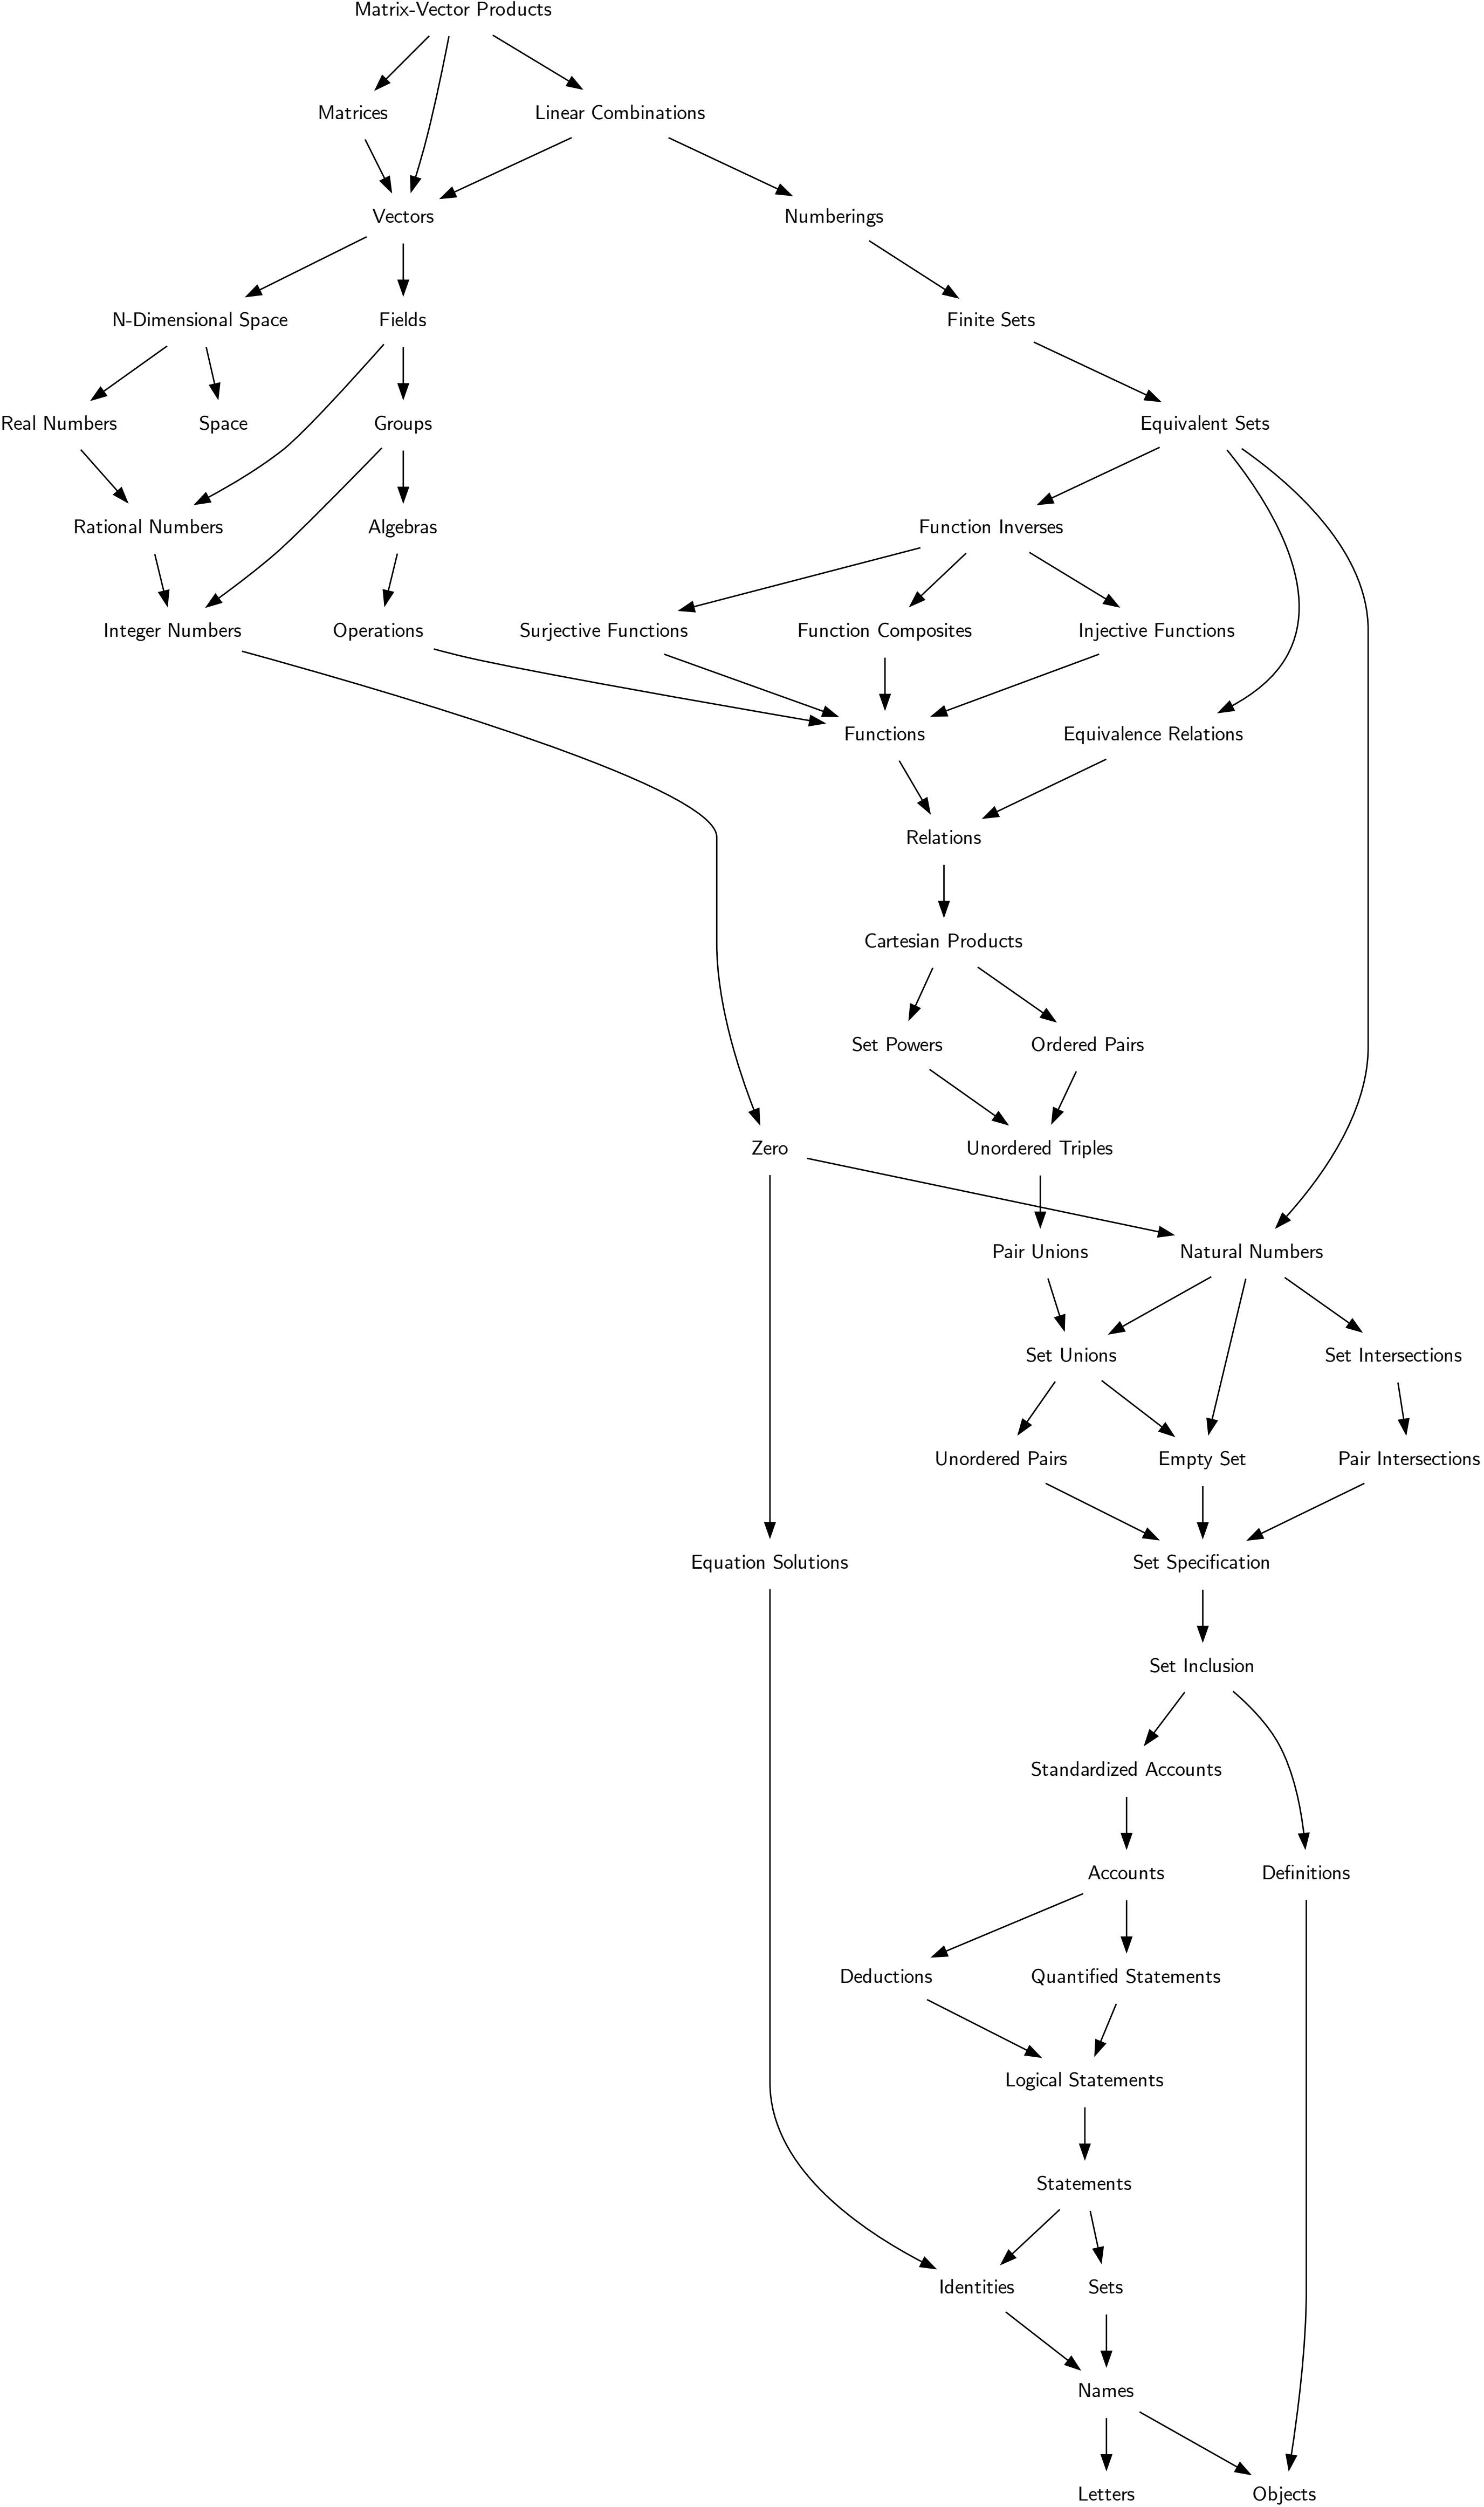 Matrix-Vector Products
Matrices
Linear Combinations
Vectors
Numberings
N-Dimensional Space
Fields
Finite Sets
Real Numbers
Space
Groups
Equivalent Sets
Rational Numbers
Algebras
Function Inverses
Integer Numbers
Operations
Surjective Functions
Function Composites
Injective Functions
Functions
Equivalence Relations
Relations
Cartesian Products
Set Powers
Ordered Pairs
Zero
Unordered Triples
Pair Unions
Natural Numbers
Set Unions
Set Intersections
Unordered Pairs
Empty Set
Pair Intersections
Equation Solutions
Set Specification
Set Inclusion
Standardized Accounts
Accounts
Definitions
Deductions
Quantified Statements
Logical Statements
Statements
Identities
Sets
Names
Letters
Objects